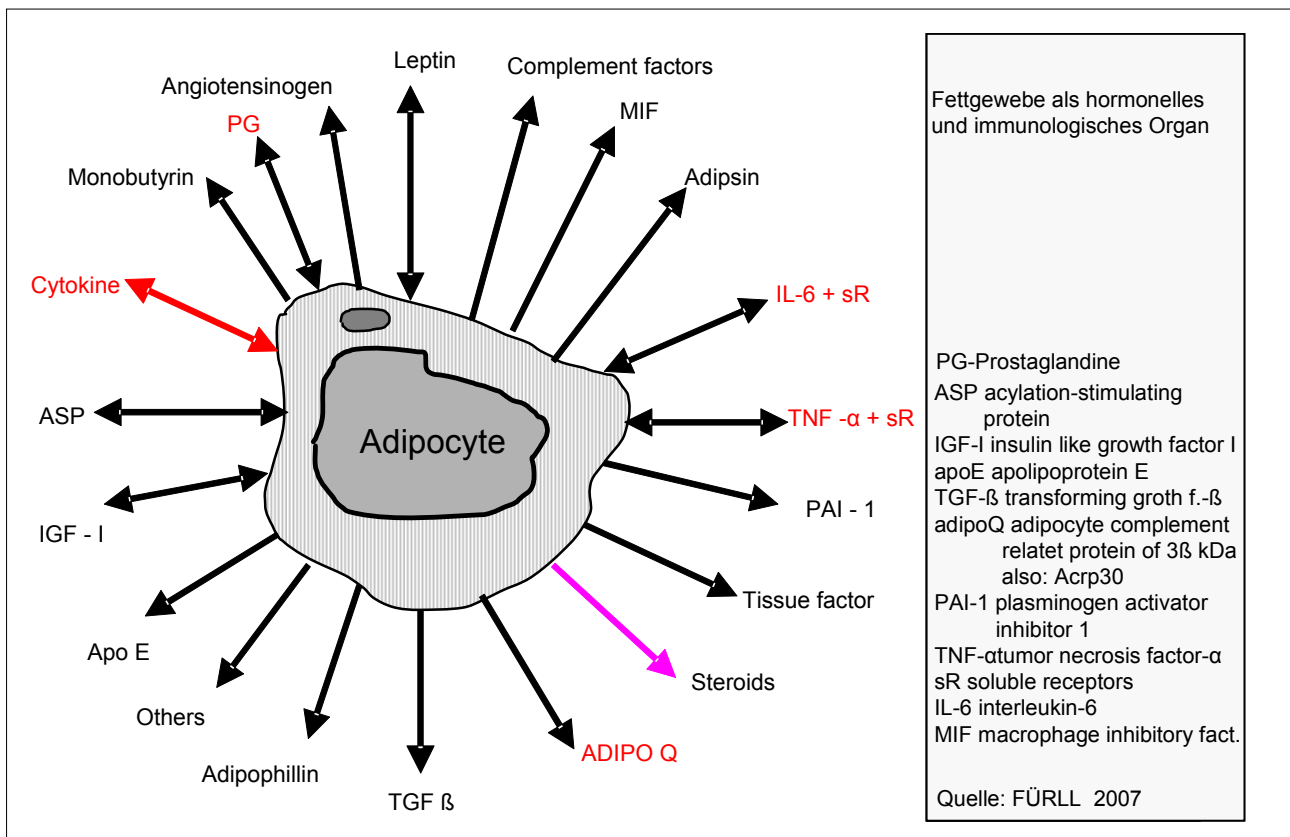 Leptin
Complement factors
Angiotensinogen
MIF
PG
Monobutyrin
Adipsin
Cytokine
IL-6 + sR
ASP
TNF -α + sR
Adipocyte
IGF - I
PAI - 1
Tissue factor
Apo E
Steroids
Others
ADIPO Q
Adipophillin
TGF ß
Fettgewebe als hormonelles
und immunologisches Organ
PG-Prostaglandine
ASP acylation-stimulating
protein
IGF-I insulin like growth factor I
apoE apolipoprotein E
TGF-ß transforming groth f.-ß
adipoQ adipocyte complement
relatet protein of 3ß kDa
also: Acrp30
PAI-1 plasminogen activator
inhibitor 1
TNF-αtumor necrosis factor-α
sR soluble receptors
IL-6 interleukin-6
MIF macrophage inhibitory fact.
Quelle: FÜRLL 2007